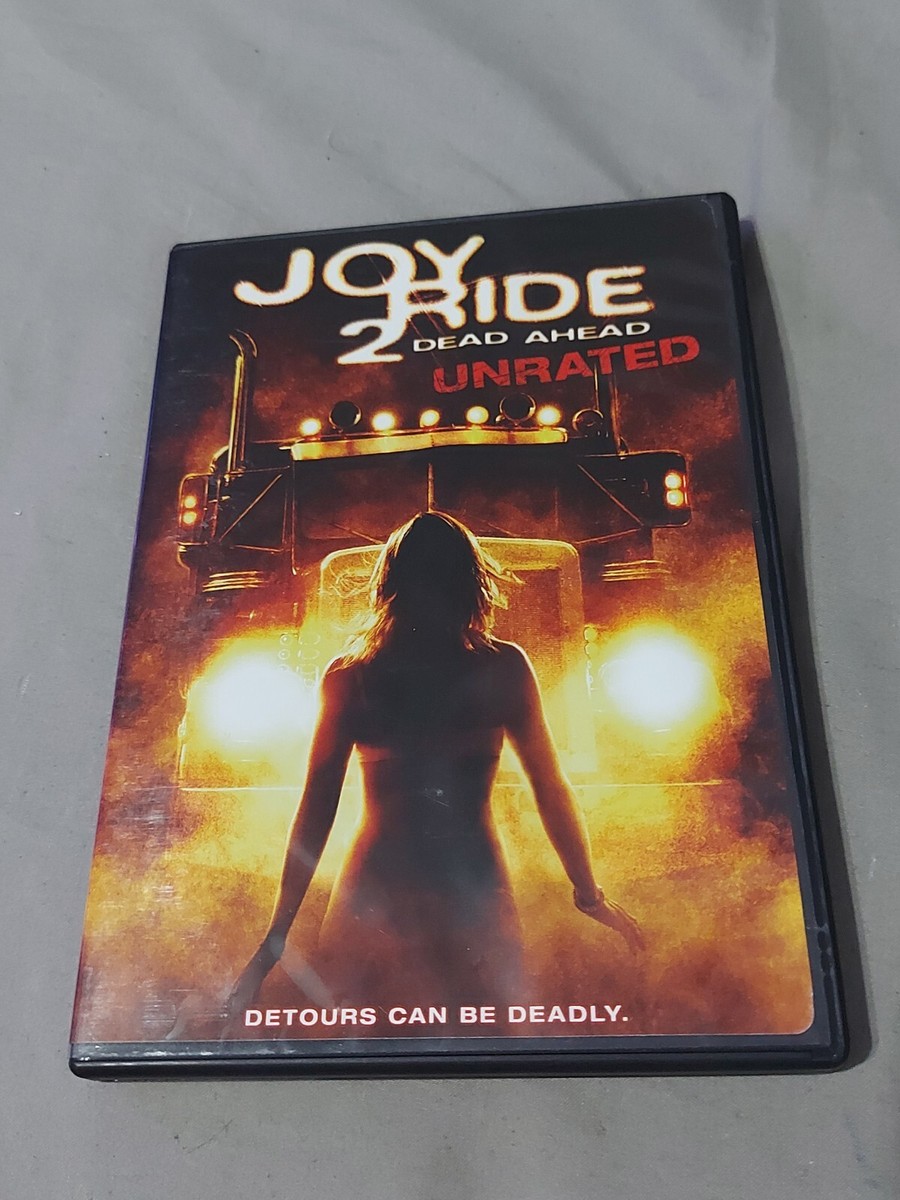 JOY
RIDE
2 DEAD AHEAD
UNRATED
DETOURS CAN BE DEADLY.